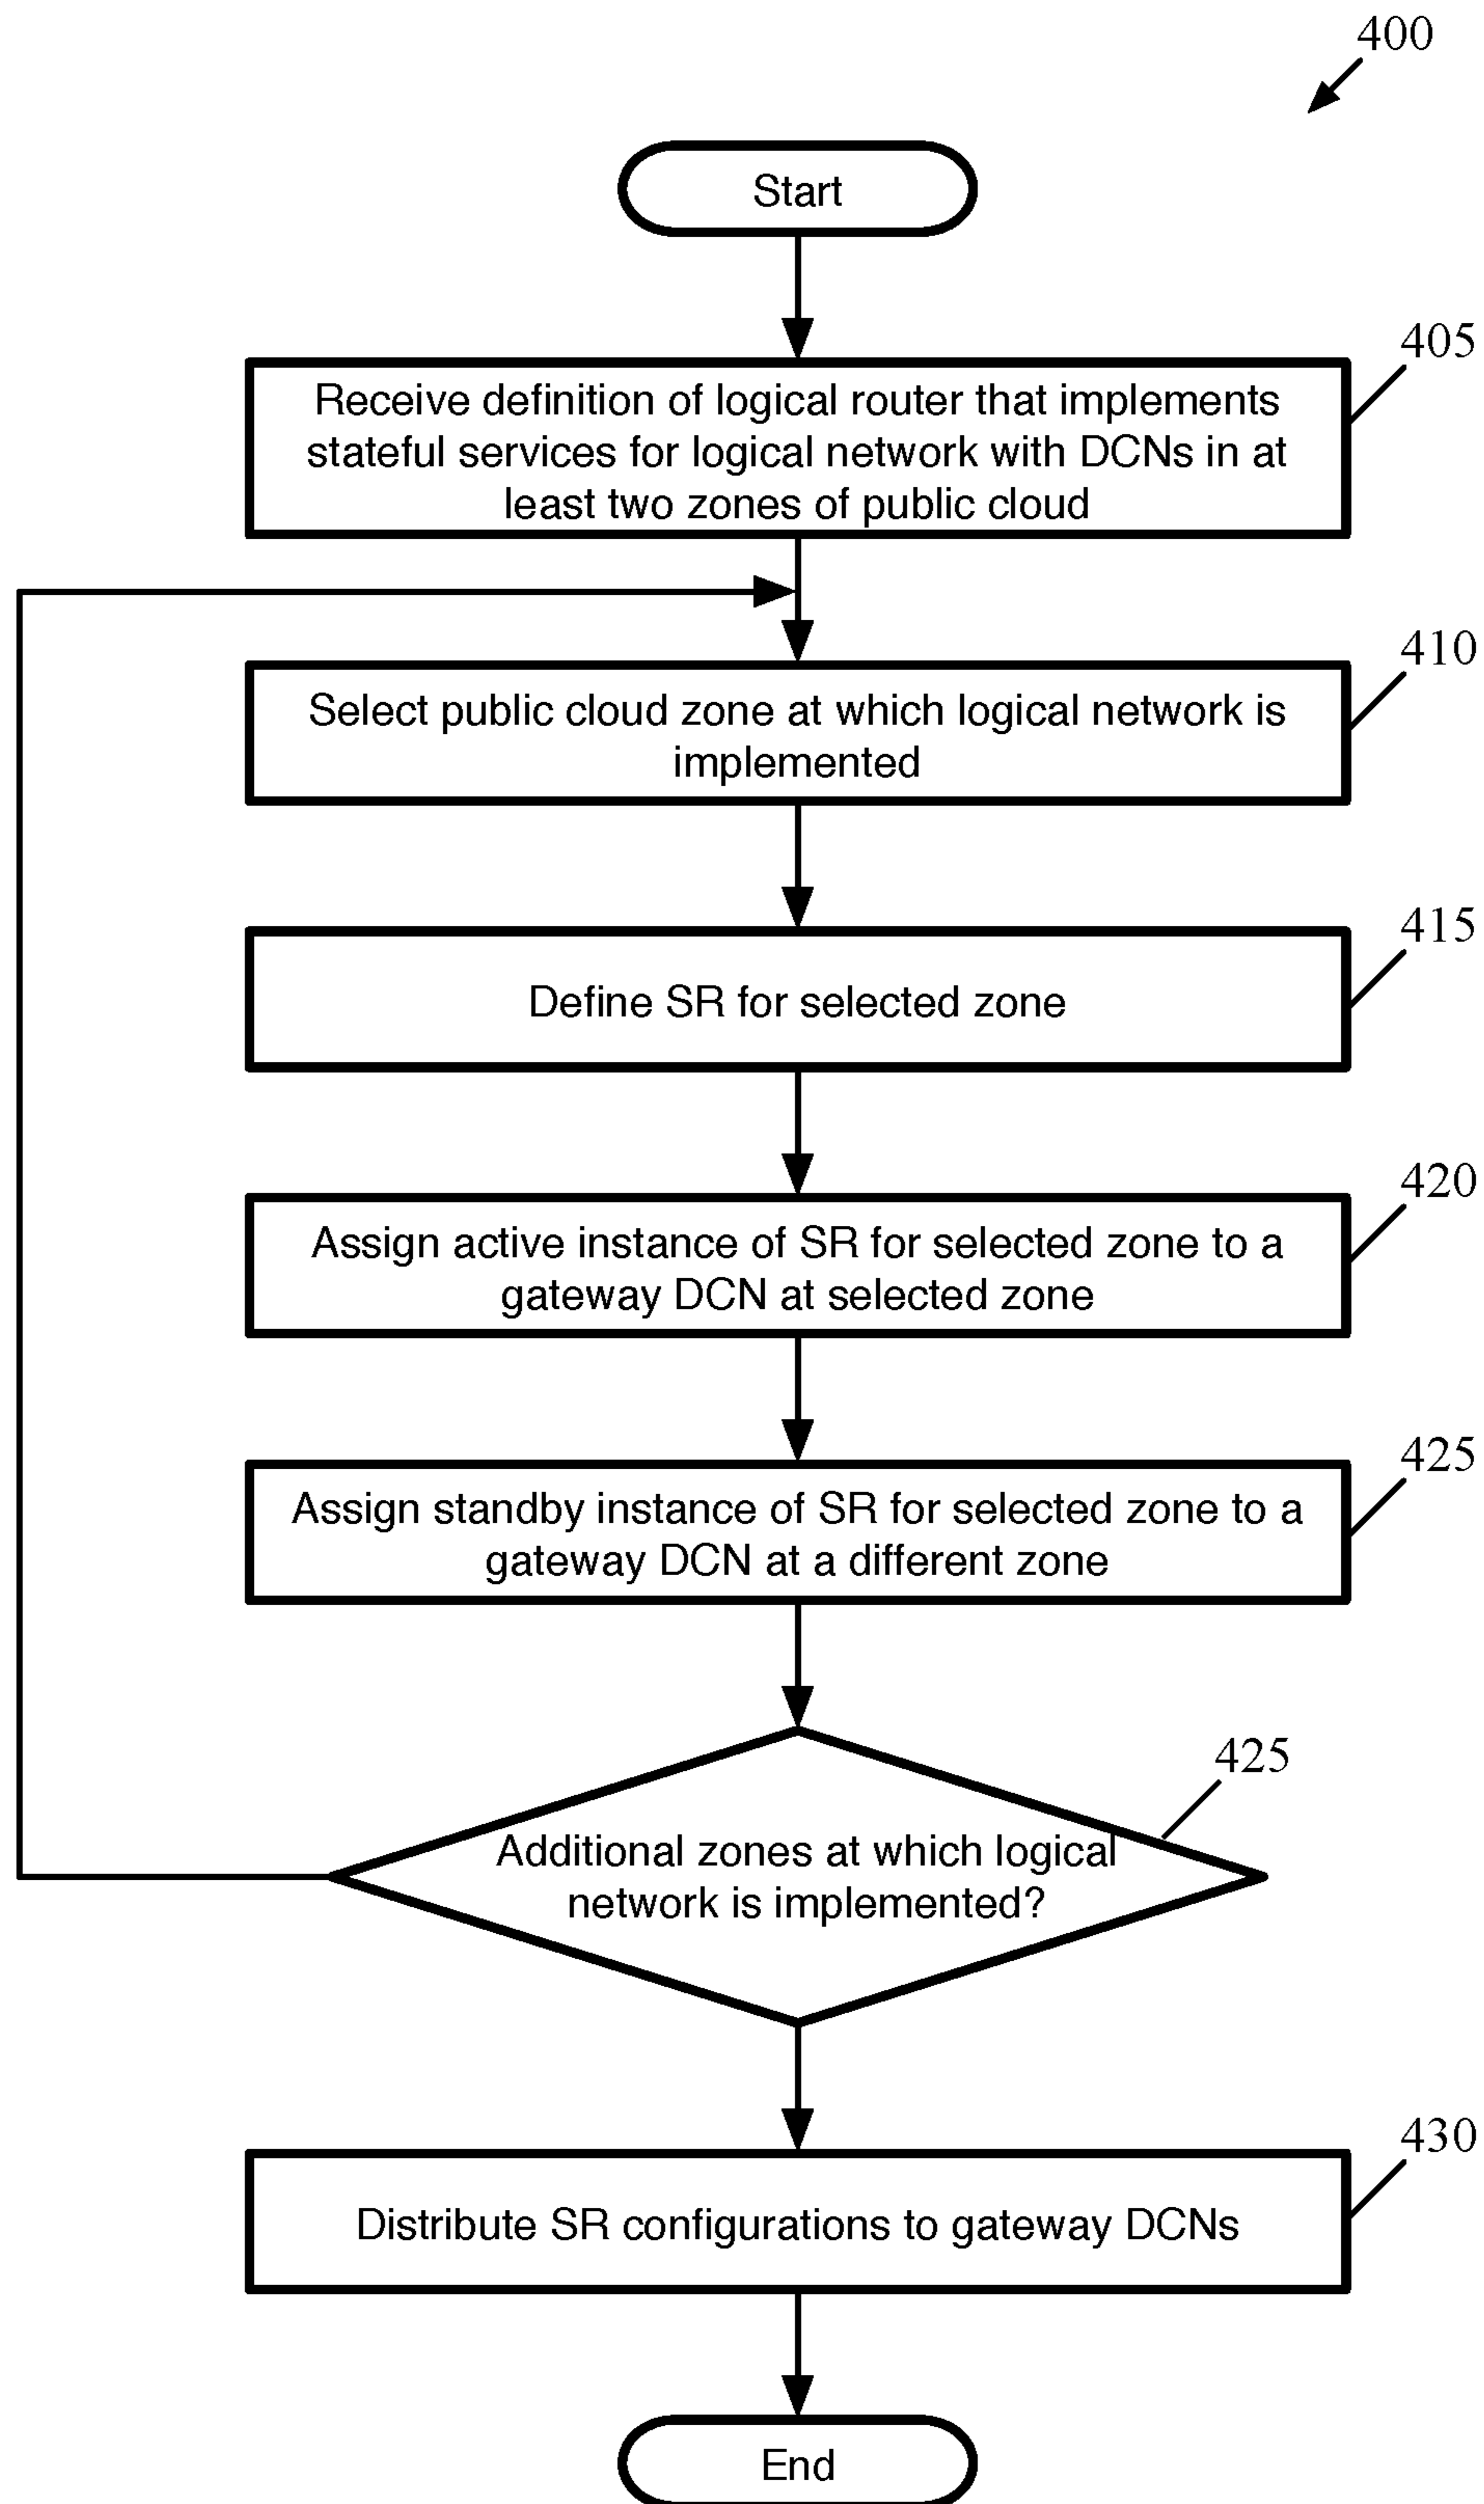 400
Start
405
Receive definition of logical router that implements
stateful services for logical network with DCNs in at
least two zones of public cloud
410
Select public cloud zone at which logical network is
implemented
415
Define SR for selected zone
420
Assign active instance of SR for selected zone to a
gateway DCN at selected zone
425
Assign standby instance of SR for selected zone to a
gateway DCN at a different zone
425
Additional zones at which logical
network is implemented?
430
Distribute SR configurations to gateway DCNs
End